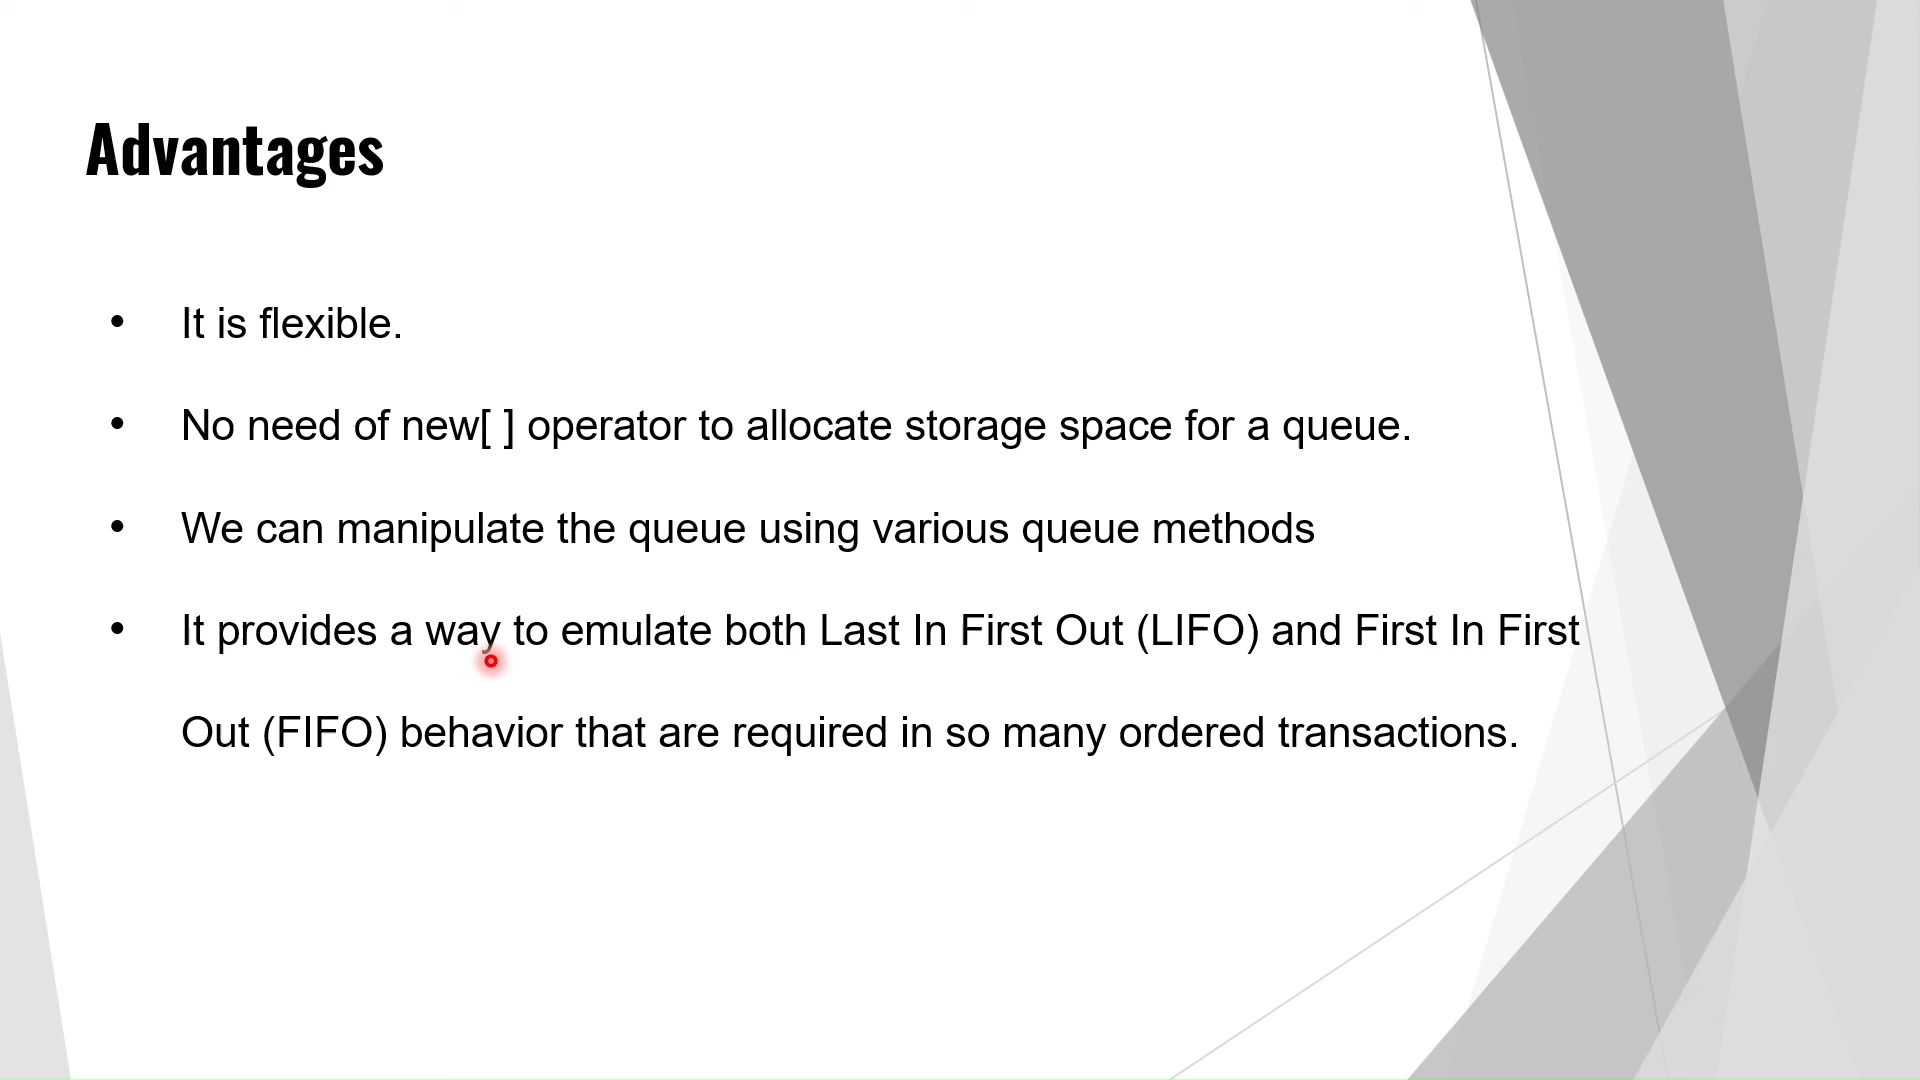 Advantages
• It is flexible.
• No need of new[ ] operator to allocate storage space for a queue.
• We can manipulate the queue using various queue methods
• It provides a way to emulate both Last In First Out (LIFO) and First In First
Out (FIFO) behavior that are required in so many ordered transactions.